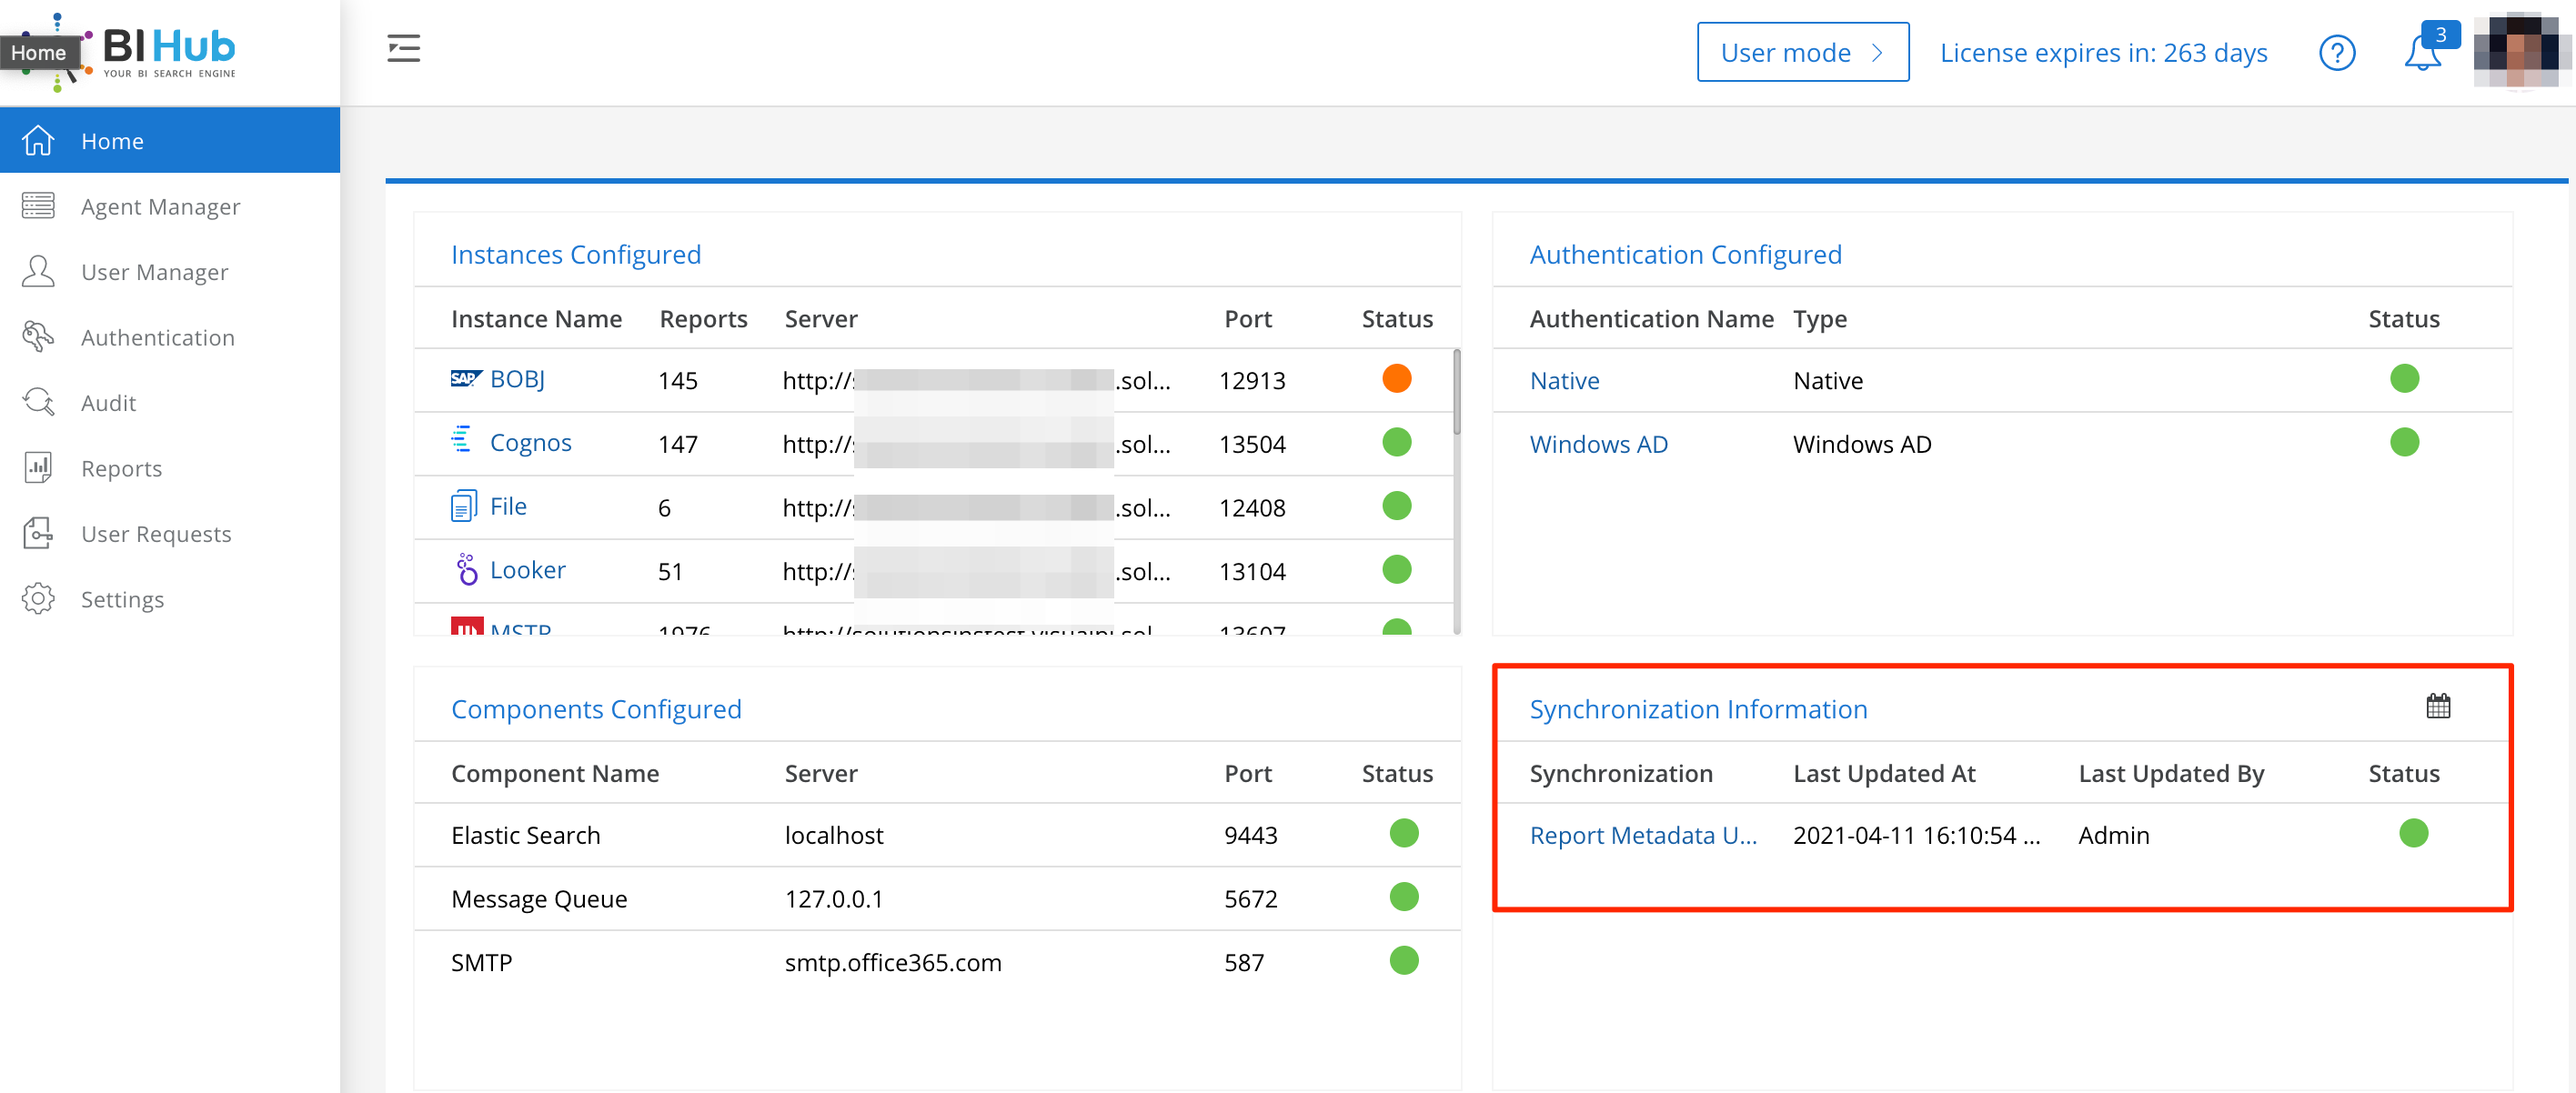 Home
BI Hub
YOUR BI SEARCH ENGINE
User mode
License expires in: 263 days
3
Home
Agent Manager
User Manager
Authentication
Audit
Reports
User Requests
Settings
Instances Configured
Instance Name Reports Server Port Status
SAP BOBJ 145 http://s .sol... 12913
Cognos 147 http://s .sol... 13504
File 6 http://s .sol... 12408
Looker 51 http://s .sol... 13104
MSTR 1976 http://solutionsinstest.visualbi.sol... 13607
Authentication Configured
Authentication Name Type Status
Native Native
Windows AD Windows AD
Components Configured
Component Name Server Port Status
Elastic Search localhost 9443
Message Queue 127.0.0.1 5672
SMTP smtp.office365.com 587
Synchronization Information
Synchronization Last Updated At Last Updated By Status
Report Metadata U... 2021-04-11 16:10:54 ... Admin